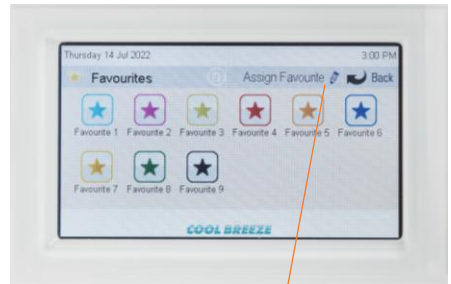 Thursday 14 Jul 2022 3:00 PM
Favourites Assign Favourite Back
Favourite 1 Favourite 2 Favourite 3 Favourite 4 Favourite 5 Favourite 6
Favourite 7 Favourite 8 Favourite 9
COOL BREEZE